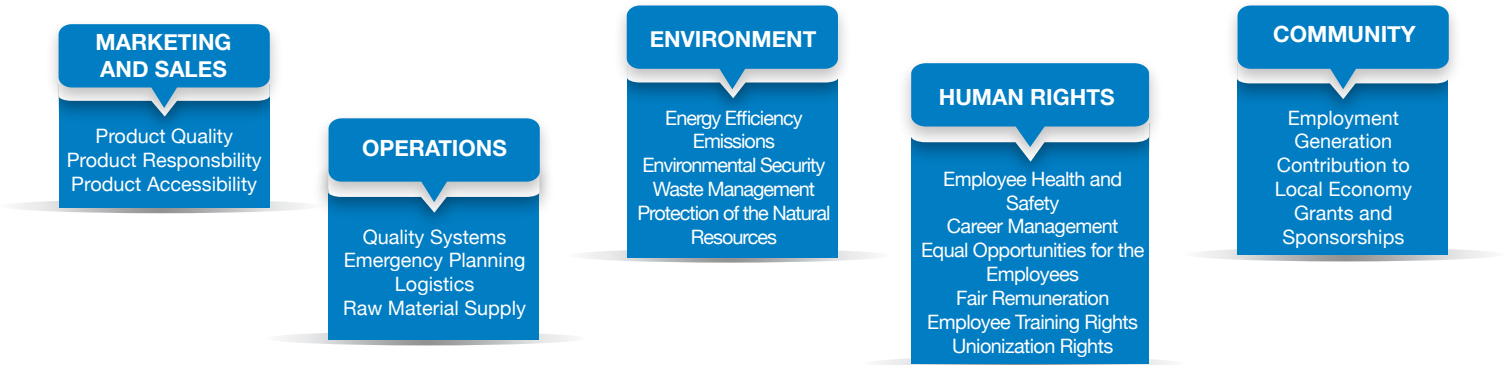 MARKETING
AND SALES
Product Quality
Product Responsbility
Product Accessibility
OPERATIONS
Quality Systems
Emergency Planning
Logistics
Raw Material Supply
ENVIRONMENT
Energy Efficiency
Emissions
Environmental Security
Waste Management
Protection of the Natural
Resources
HUMAN RIGHTS
Employee Health and
Safety
Career Management
Equal Opportunities for the
Employees
Fair Remuneration
Employee Training Rights
Unionization Rights
COMMUNITY
Employment
Generation
Contribution to
Local Economy
Grants and
Sponsorships